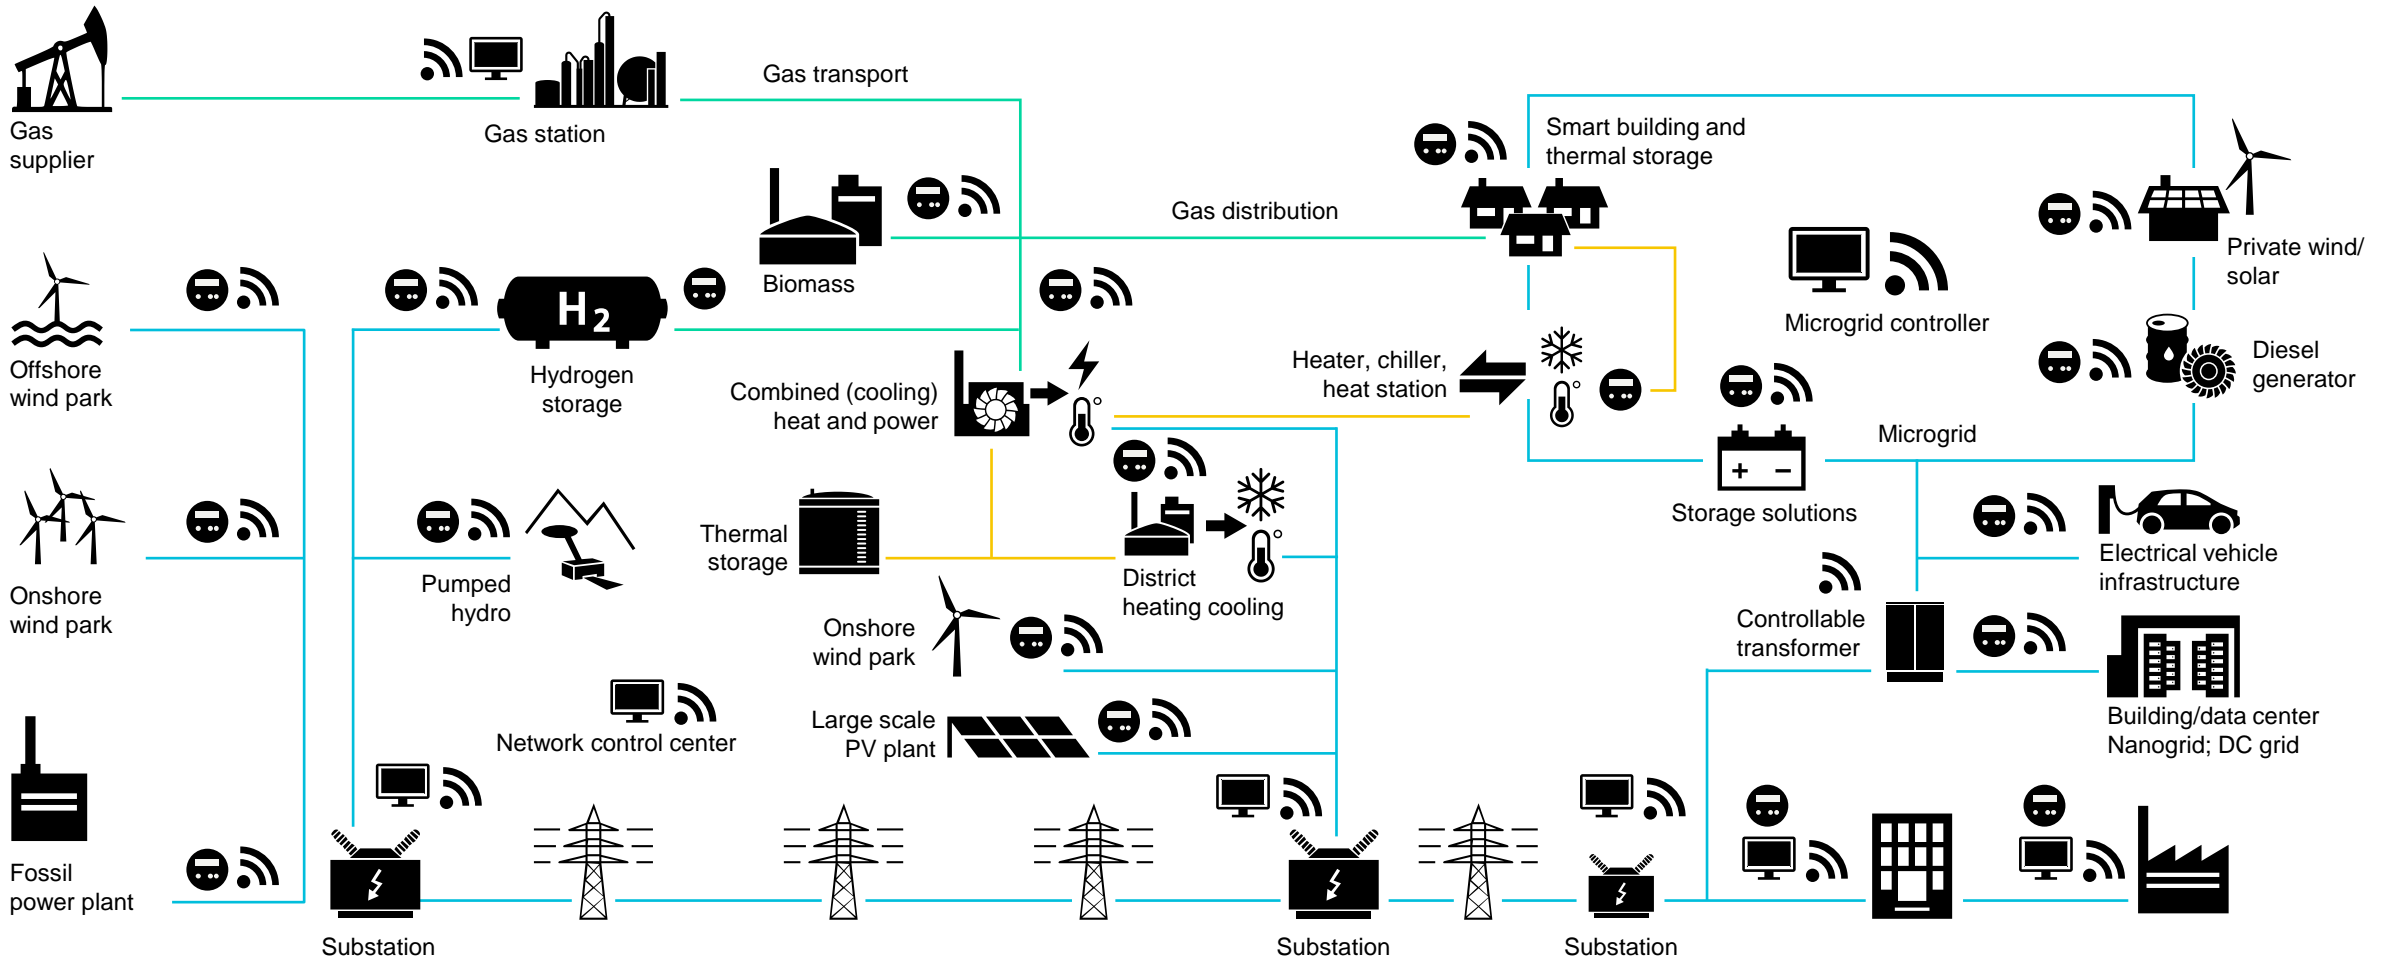 Gas transport
Gas
supplier
Gas station
Smart building and
thermal storage
Gas distribution
Private wind/
solar
Biomass
H2
Microgrid controller
Offshore
wind park
Hydrogen
storage
Combined (cooling)
heat and power
Heater, chiller,
heat station
Diesel
generator
Microgrid
+ −
Storage solutions
Thermal
storage
Electrical vehicle
infrastructure
Onshore
wind park
Pumped
hydro
District
heating cooling
Onshore
wind park
Controllable
transformer
Large scale
PV plant
Network control center
Building/data center
Nanogrid; DC grid
Fossil
power plant
Substation
Substation
Substation